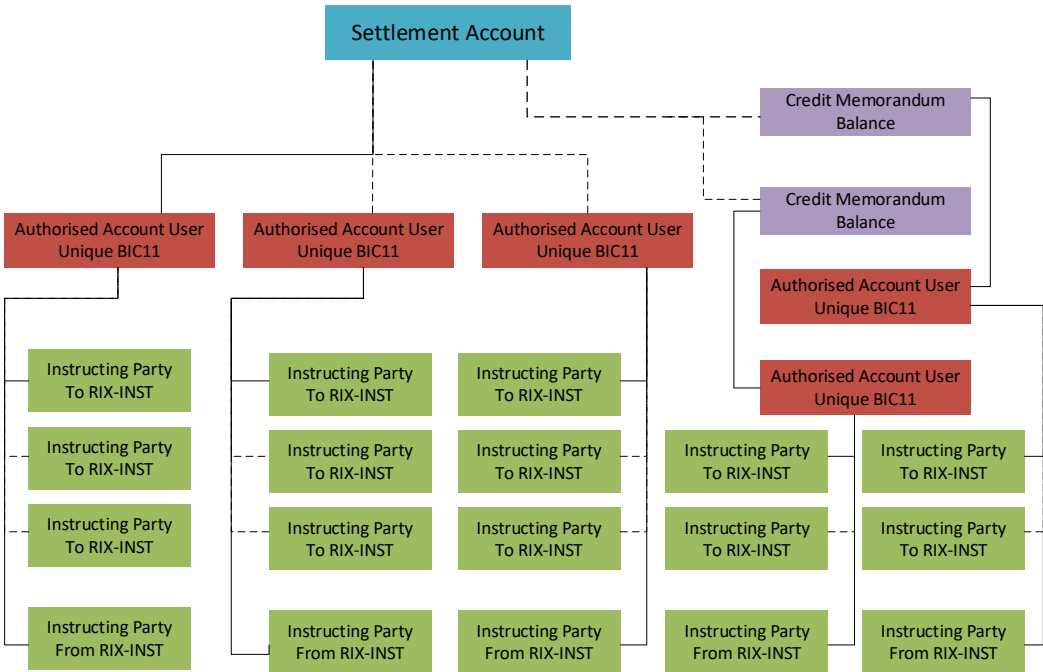 Settlement Account
Credit Memorandum
Balance
Credit Memorandum
Balance
Authorised Account User
Unique BIC11
Authorised Account User
Unique BIC11
Authorised Account User
Unique BIC11
Authorised Account User
Unique BIC11
Authorised Account User
Unique BIC11
Instructing Party
To RIX-INST
Instructing Party
To RIX-INST
Instructing Party
To RIX-INST
Instructing Party
To RIX-INST
Instructing Party
To RIX-INST
Instructing Party
To RIX-INST
Instructing Party
To RIX-INST
Instructing Party
To RIX-INST
Instructing Party
To RIX-INST
Instructing Party
To RIX-INST
Instructing Party
To RIX-INST
Instructing Party
To RIX-INST
Instructing Party
To RIX-INST
Instructing Party
From RIX-INST
Instructing Party
From RIX-INST
Instructing Party
From RIX-INST
Instructing Party
From RIX-INST
Instructing Party
From RIX-INST